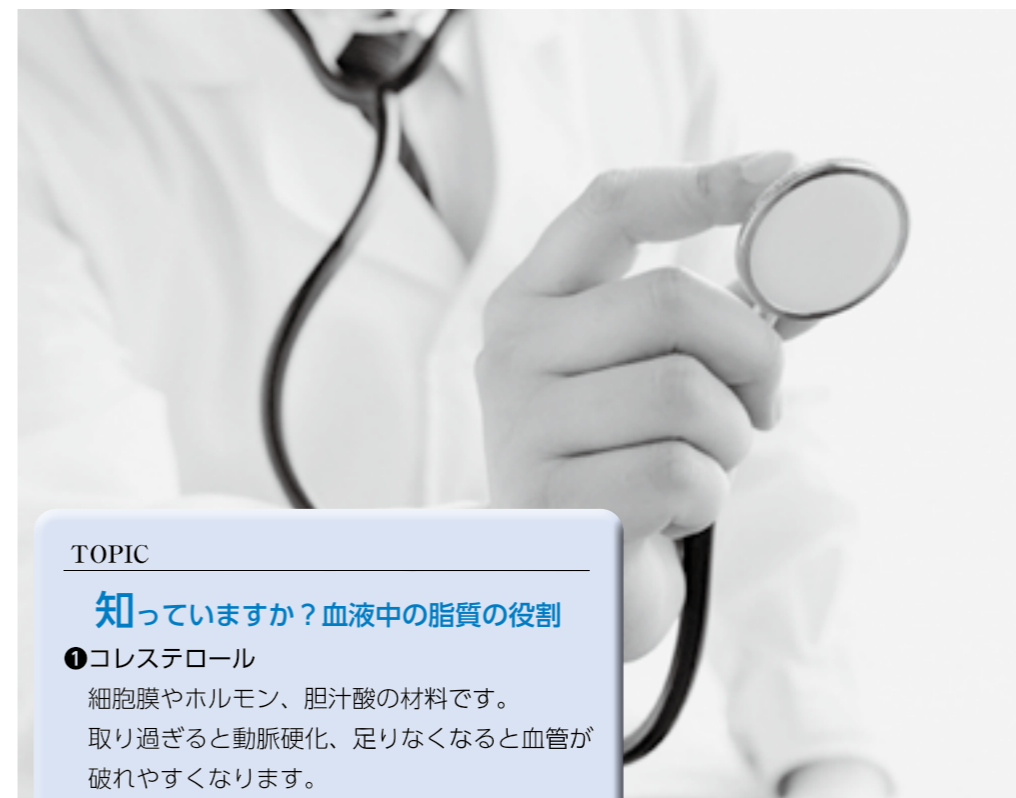 TOPIC
知っていますか？血液中の脂質の役割
❶コレステロール
細胞膜やホルモン、胆汁酸の材料です。
取り過ぎると動脈硬化、足りなくなると血管が
破れやすくなります。